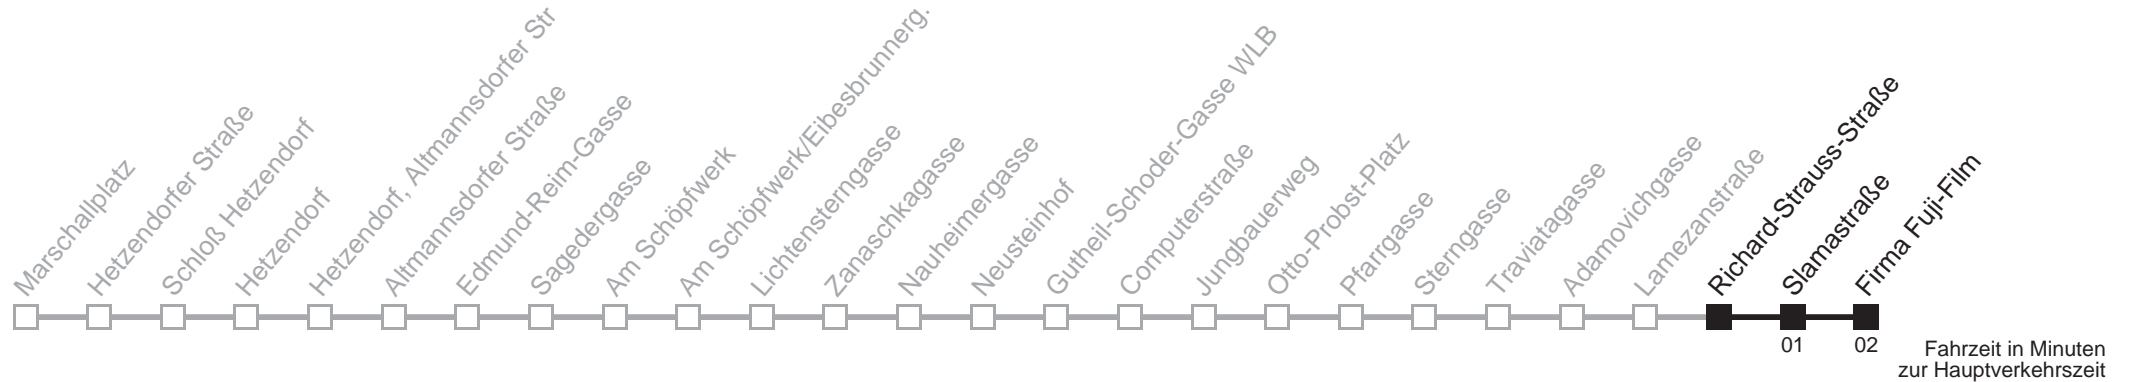 Marschallplatz
Hetzendorfer Straße
Schloß Hetzendorf
Hetzendorf
Hetzendorf, Altmannsdorfer Str
Altmannsdorfer Straße
Edmund-Reim-Gasse
Sagedergasse
Am Schöpfwerk
Am Schöpfwerk/Eibesbrunnerg.
Lichtensterngasse
Zanaschkagasse
Nauheimergasse
Neusteinhof
Gutheil-Schoder-Gasse WLB
Computerstraße
Jungbauerweg
Otto-Probst-Platz
Pfarrgasse
Sterngasse
Traviatagasse
Adamovichgasse
Lamezanstraße
Richard-Strauss-Straße
Slamastraße
Firma Fuji-Film
01
02
Fahrzeit in Minuten
zur Hauptverkehrszeit